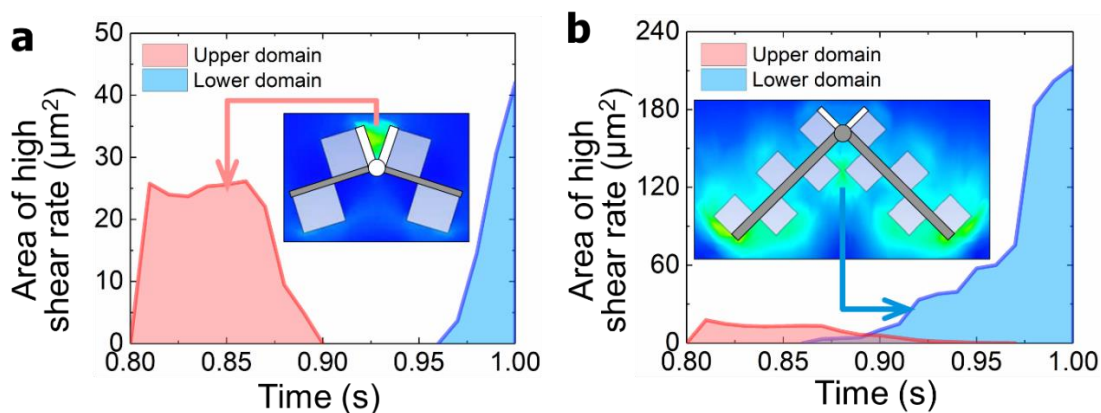 a
50
40
30
20
10
0
Area of high
shear rate (μm²)
Upper domain
Lower domain
0.80 0.85 0.90 0.95 1.00
Time (s)
b
240
180
120
60
0
Area of high
shear rate (μm²)
Upper domain
Lower domain
0.80 0.85 0.90 0.95 1.00
Time (s)